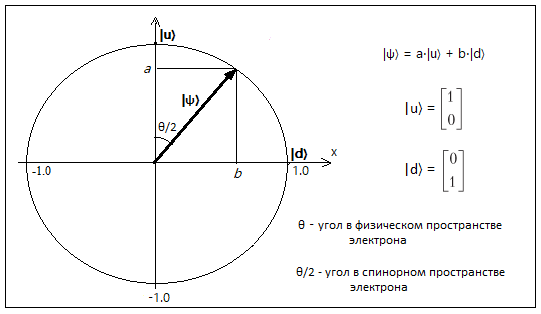 |u⟩
a
|ψ⟩
θ/2
|d⟩
x
-1.0
b
1.0
-1.0
|ψ⟩ = a·|u⟩ + b·|d⟩
|u⟩ = [1
0]
|d⟩ = [0
1]
θ - угол в физическом пространстве
электрона
θ/2 - угол в спинорном пространстве
электрона